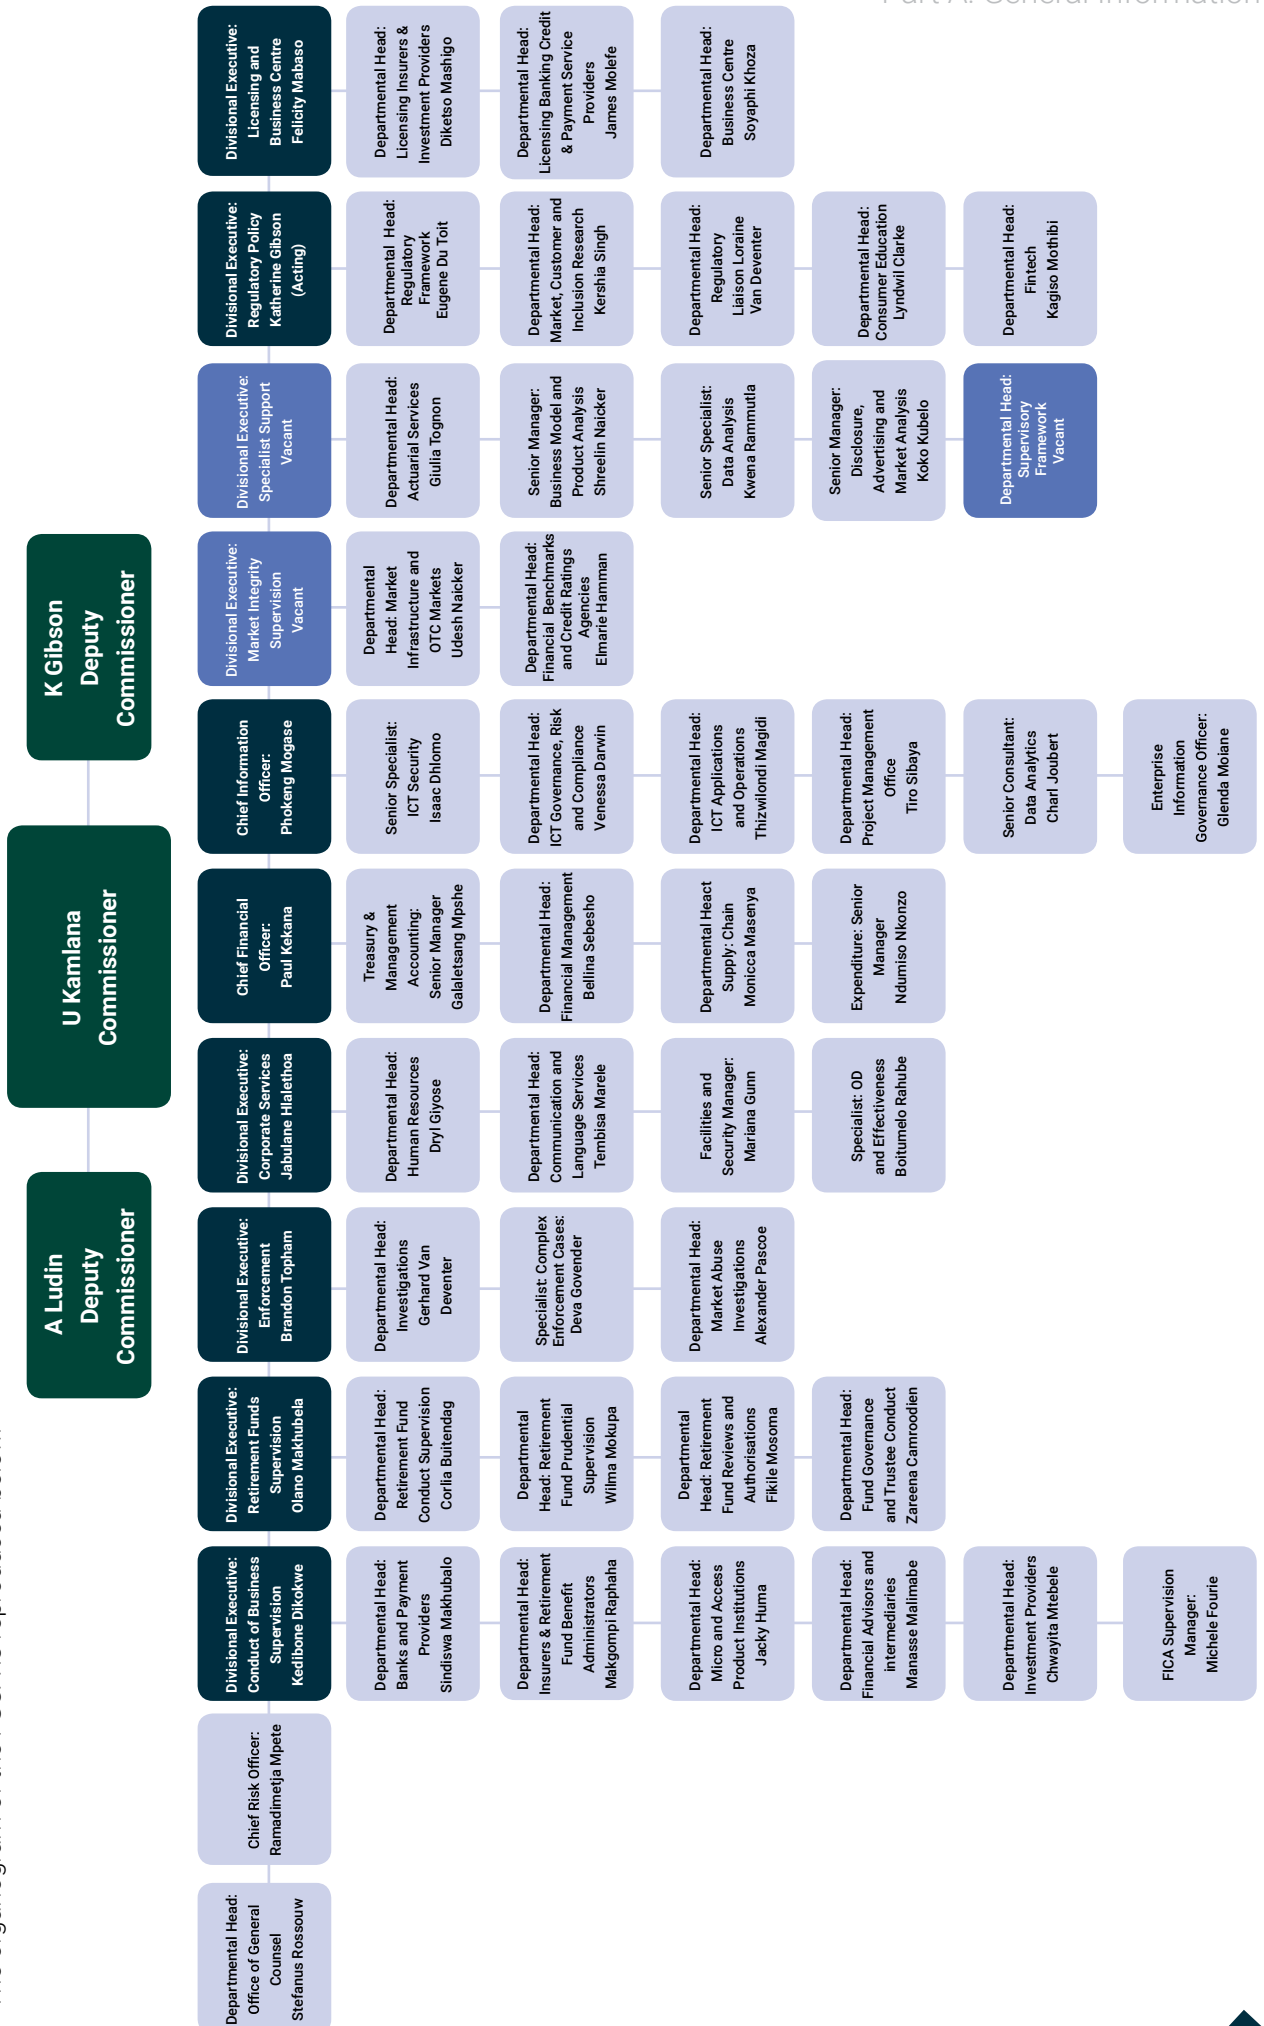 Part A: General Information
The organogram of the FSCA is reproduced below:
A Ludin
Deputy
Commissioner
U Kamlana
Commissioner
K Gibson
Deputy
Commissioner
Departmental Head:
Office of General
Counsel
Stefanus Rossouw
Chief Risk Officer:
Ramadimetja Mpete
Divisional Executive:
Conduct of Business
Supervision
Kedibone Dikokwe
Departmental Head:
Banks and Payment
Providers
Sindiswa Makhubalo
Departmental Head:
Insurers & Retirement
Fund Benefit
Administrators
Makgompi Raphaha
Departmental Head:
Micro and Access
Product Institutions
Jacky Huma
Departmental Head:
Financial Advisors and
intermediaries
Manasse Malimabe
Departmental Head:
Investment Providers
Chwayita Mtebele
FICA Supervision
Manager:
Michele Fourie
Divisional Executive:
Retirement Funds
Supervision
Olano Makhubela
Departmental Head:
Retirement Fund
Conduct Supervision
Corlia Buitendag
Departmental
Head: Retirement
Fund Prudential
Supervision
Wilma Mokupa
Departmental
Head: Retirement
Fund Reviews and
Authorisations
Fikile Mosoma
Departmental Head:
Fund Governance
and Trustee Conduct
Zareena Camroodien
Divisional Executive:
Enforcement
Brandon Topham
Departmental Head:
Investigations
Gerhard Van
Deventer
Specialist: Complex
Enforcement Cases:
Deva Govender
Departmental Head:
Market Abuse
Investigations
Alexander Pascoe
Divisional Executive:
Corporate Services
Jabulane Hlalethoa
Departmental Head:
Human Resources
Dryl Giyose
Departmental Head:
Communication and
Language Services
Tembisa Marele
Facilities and
Security Manager:
Mariana Gunn
Specialist: OD
and Effectiveness
Boitumelo Rahube
Chief Financial
Officer:
Paul Kekana
Treasury &
Management
Accounting:
Senior Manager
Galaletsang Mpshe
Departmental Head:
Financial Management
Bellina Sebesho
Departmental Heact
Supply: Chain
Monicca Masenya
Expenditure: Senior
Manager
Ndumiso Nkonzo
Chief Information
Officer:
Phokeng Mogase
Senior Specialist:
ICT Security
Isaac Dhlomo
Departmental Head:
ICT Governance, Risk
and Compliance
Venessa Darwin
Departmental Head:
ICT Applications
and Operations
Thizwilondi Magidi
Departmental Head:
Project Management
Office
Tiro Sibaya
Senior Consultant:
Data Analytics
Charl Joubert
Enterprise
Information
Governance Officer:
Glenda Moiane
Divisional Executive:
Market Integrity
Supervision
Vacant
Departmental
Head: Market
Infrastructure and
OTC Markets
Udesh Naicker
Departmental Head:
Financial Benchmarks
and Credit Ratings
Agencies
Elmarie Hamman
Divisional Executive:
Specialist Support
Vacant
Departmental Head:
Actuarial Services
Giulia Tognon
Senior Manager:
Business Model and
Product Analysis
Shreelin Naicker
Senior Specialist:
Data Analysis
Kwena Rammutla
Senior Manager:
Disclosure,
Advertising and
Market Analysis
Koko Kubelo
Departmental Head:
Supervisory
Framework
Vacant
Divisional Executive:
Regulatory Policy
Katherine Gibson
(Acting)
Departmental Head:
Regulatory
Framework
Eugene Du Toit
Departmental Head:
Market, Customer and
Inclusion Research
Kershia Singh
Departmental Head:
Regulatory
Liaison Loraine
Van Deventer
Departmental Head:
Consumer Education
Lyndwil Clarke
Departmental Head:
Fintech
Kagiso Mothibi
Divisional Executive:
Licensing and
Business Centre
Felicity Mabaso
Departmental Head:
Licensing Insurers &
Investment Providers
Diketso Mashigo
Departmental Head:
Licensing Banking Credit
& Payment Service
Providers
James Molefe
Departmental Head:
Business Centre
Soyaphi Khoza